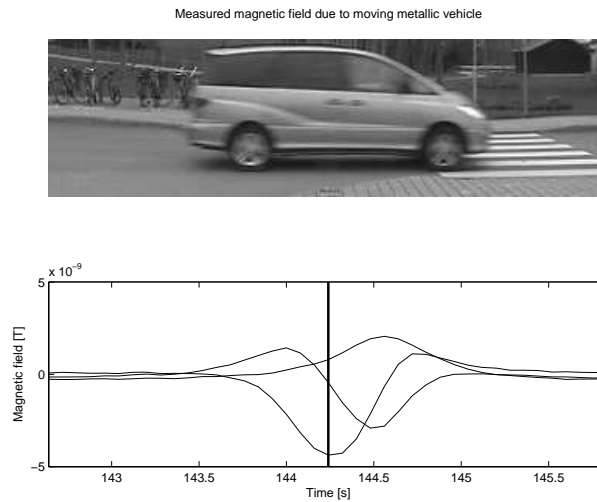 Measured magnetic field due to moving metallic vehicle
x 10⁻⁹
5
0
−5
Magnetic field [T]
143
143.5
144
144.5
145
145.5
Time [s]